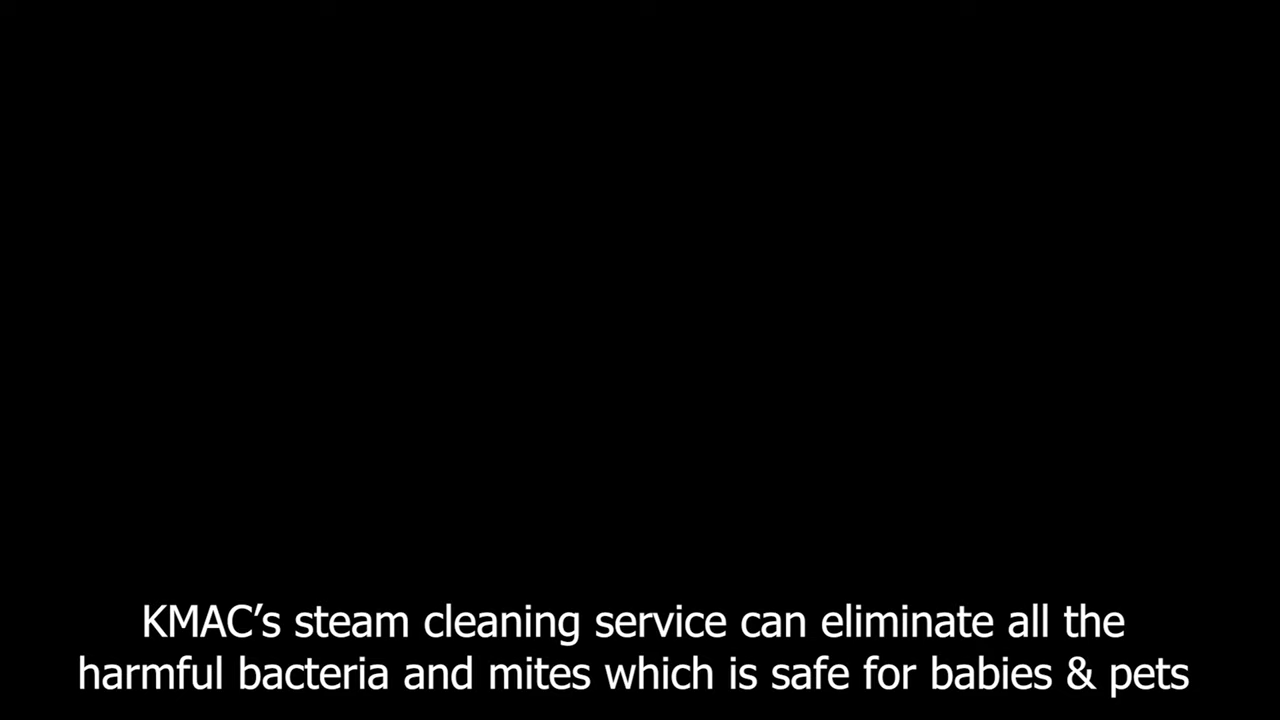 KMAC’s steam cleaning service can eliminate all the
harmful bacteria and mites which is safe for babies & pets